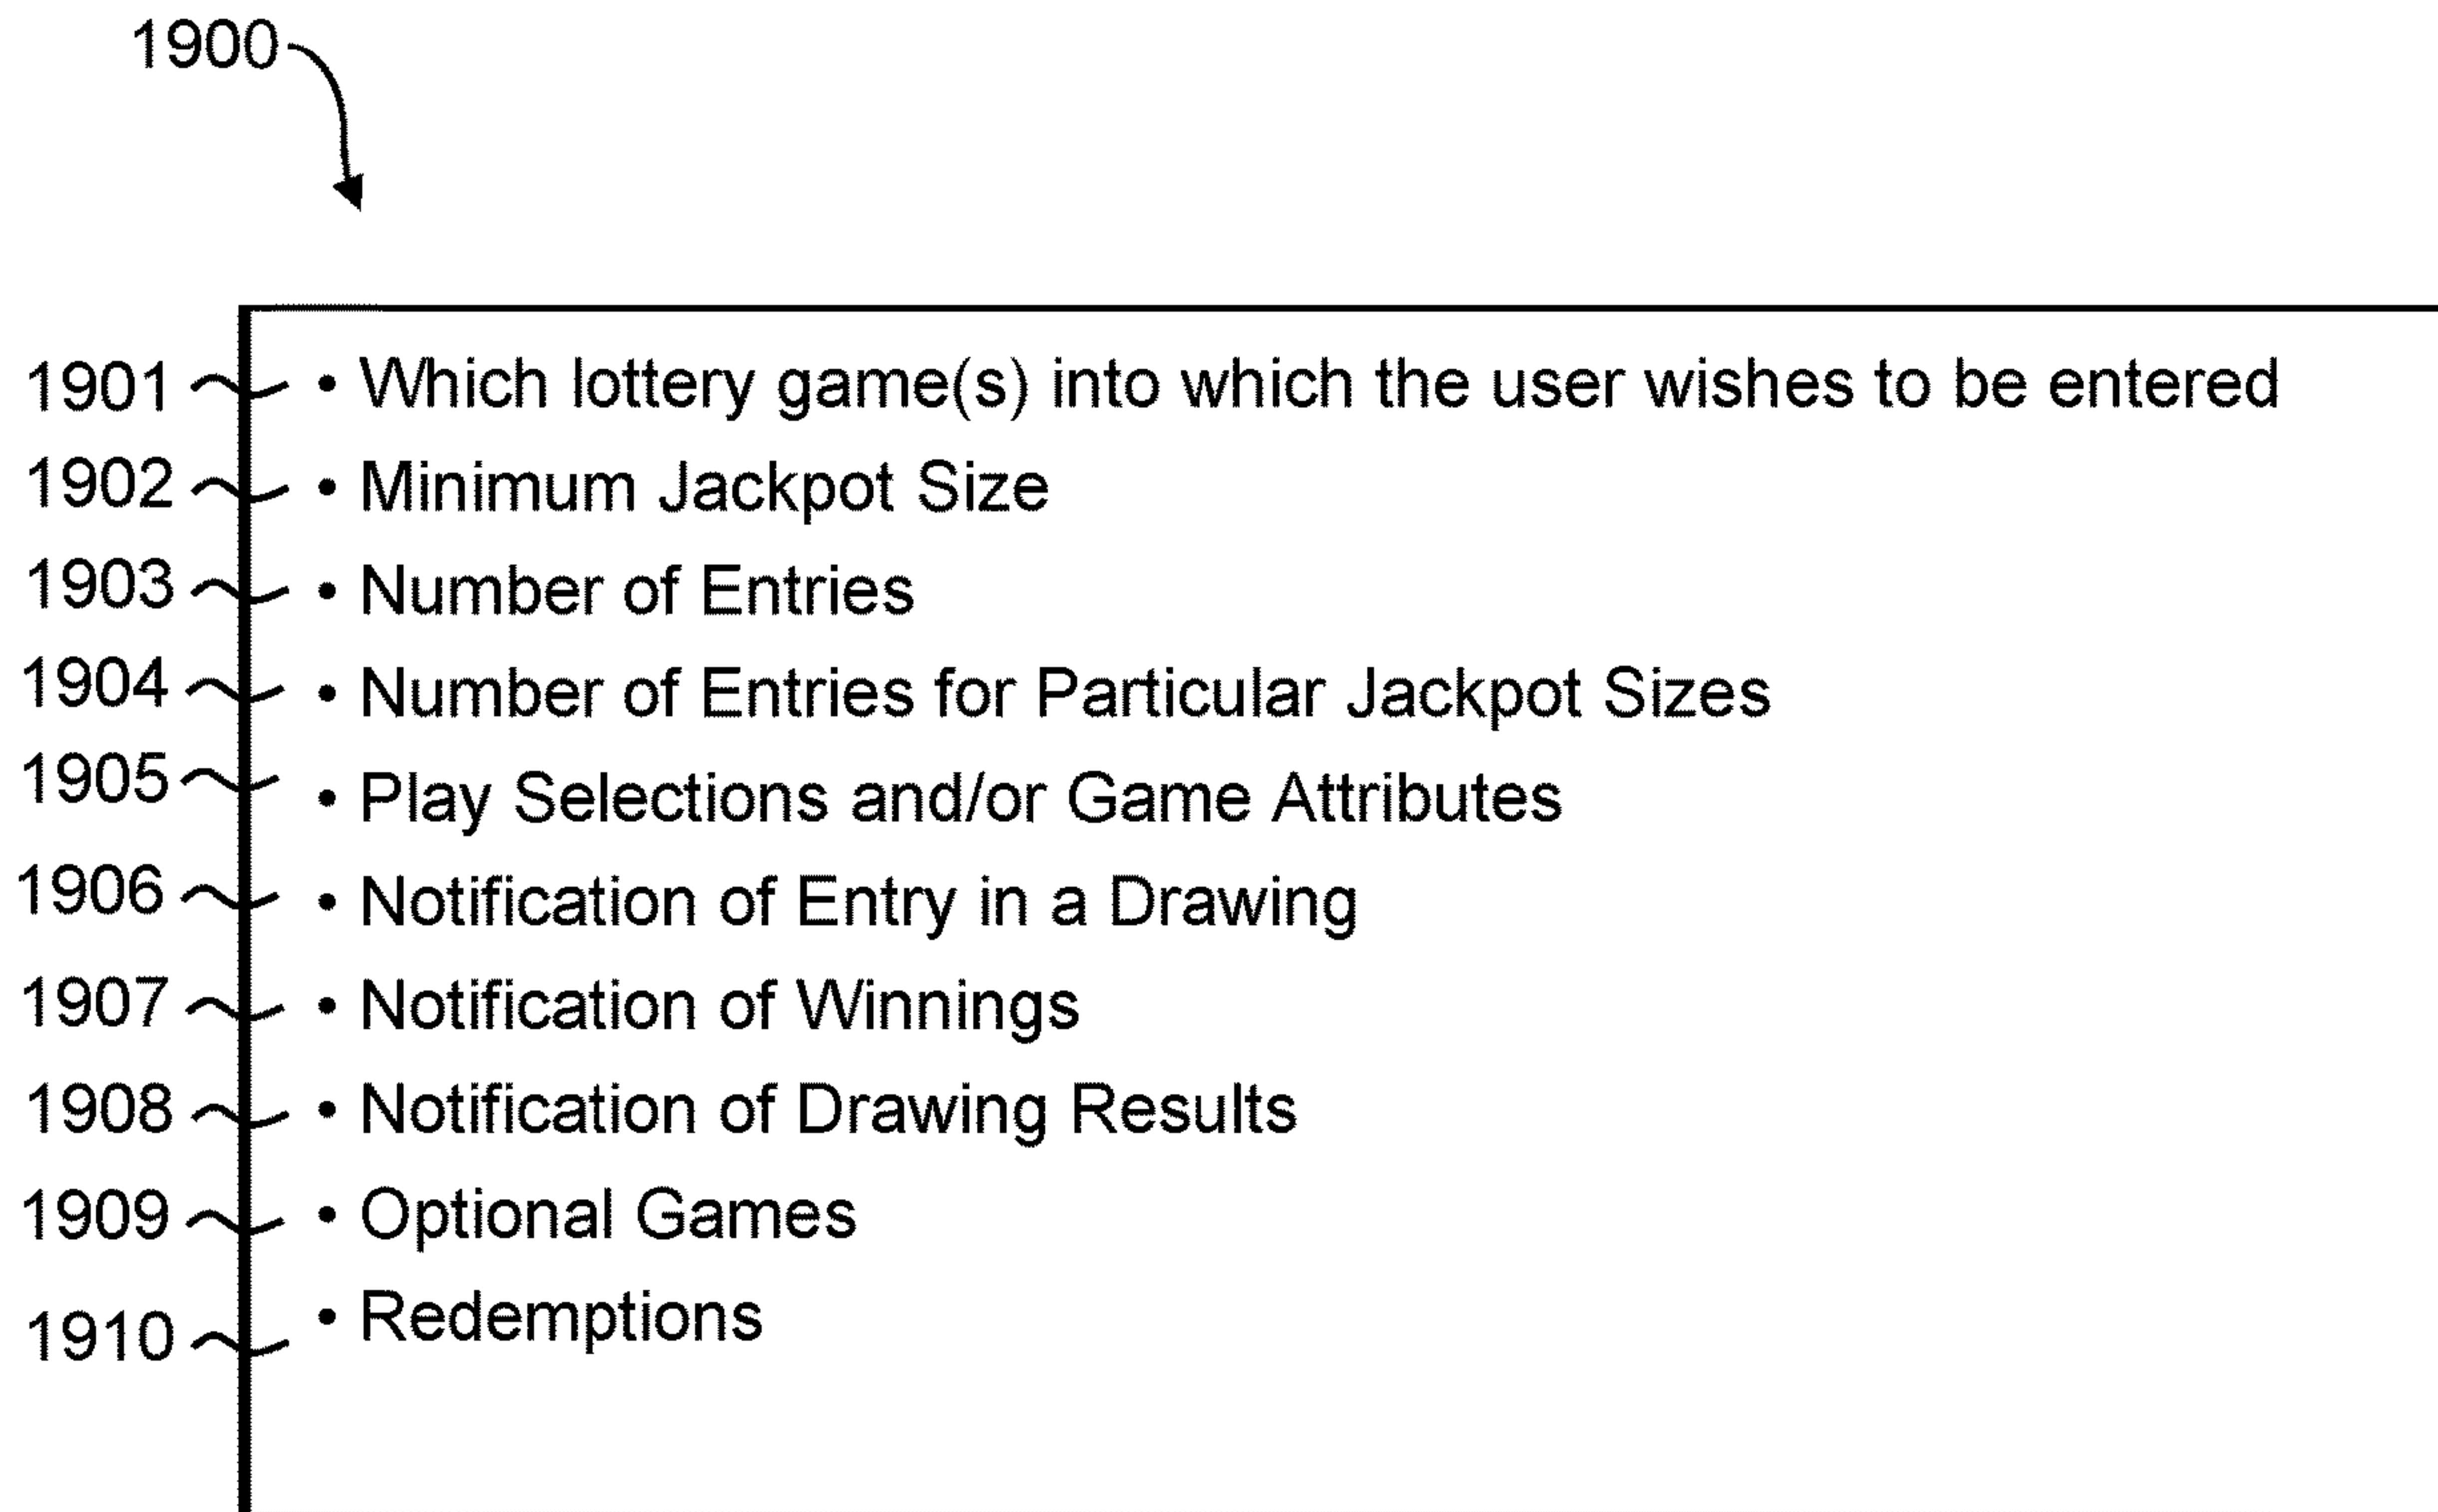 1900
1901 • Which lottery game(s) into which the user wishes to be entered
1902 • Minimum Jackpot Size
1903 • Number of Entries
1904 • Number of Entries for Particular Jackpot Sizes
1905 • Play Selections and/or Game Attributes
1906 • Notification of Entry in a Drawing
1907 • Notification of Winnings
1908 • Notification of Drawing Results
1909 • Optional Games
1910 • Redemptions